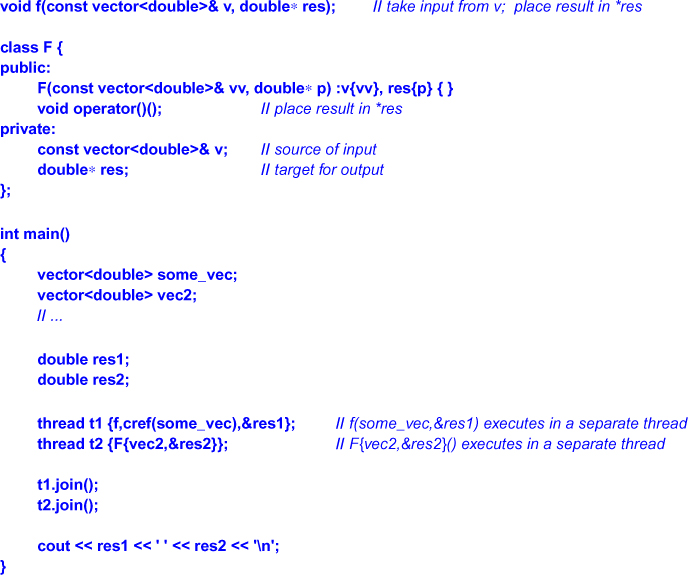 void f(const vector<double>& v, double∗ res); // take input from v; place result in *res
class F {
public:
F(const vector<double>& vv, double∗ p) :v{vv}, res{p} { }
void operator()(); // place result in *res
private:
const vector<double>& v; // source of input
double∗ res; // target for output
};
int main()
{
vector<double> some_vec;
vector<double> vec2;
// ...
double res1;
double res2;
thread t1 {f,cref(some_vec),&res1}; // f(some_vec,&res1) executes in a separate thread
thread t2 {F{vec2,&res2}}; // F{vec2,&res2}() executes in a separate thread
t1.join();
t2.join();
cout << res1 << ' ' << res2 << '\n';
}